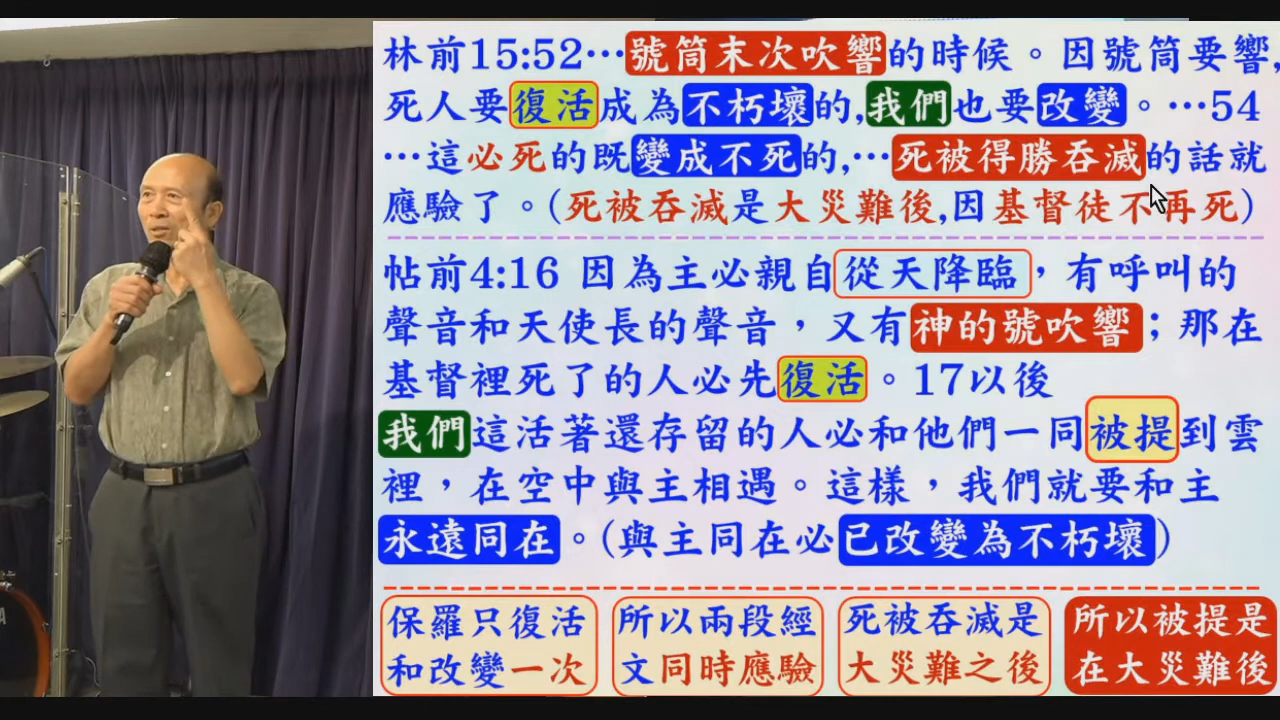 林前15:52…號筒末次吹響的時候。因號筒要響,
死人要復活成為不朽壞的,我們也要改變。…54
…這必死的既變成不死的,…死被得勝吞滅的話就
應驗了。(死被吞滅是大災難後,因基督徒不再死)
帖前4:16 因為主必親自從天降臨，有呼叫的
聲音和天使長的聲音，又有神的號吹響；那在
基督裡死了的人必先復活。17以後
我們這活著還存留的人必和他們一同被提到雲
裡，在空中與主相遇。這樣，我們就要和主
永遠同在。(與主同在必已改變為不朽壞)
保羅只復活
和改變一次
所以兩段經
文同時應驗
死被吞滅是
大災難之後
所以被提是
在大災難後